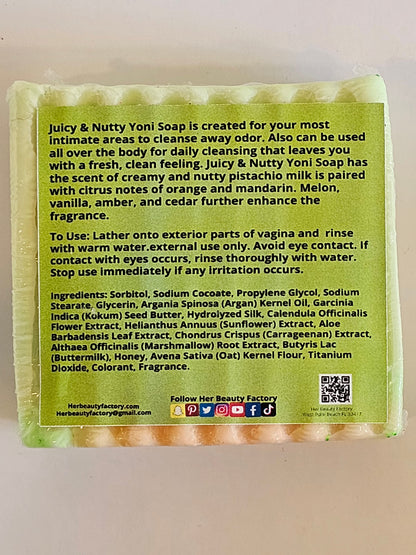 Juicy & Nutty Yoni Soap is created for your most
intimate areas to cleanse away odor. Also can be used
all over the body for daily cleansing that leaves you
with a fresh, clean feeling. Juicy & Nutty Yoni Soap has
the scent of creamy and nutty pistachio milk is paired
with citrus notes of orange and mandarin. Melon,
vanilla, amber, and cedar further enhance the
fragrance.
To Use: Lather onto exterior parts of vagina and rinse
with warm water.external use only. Avoid eye contact. If
contact with eyes occurs, rinse thoroughly with water.
Stop use immediately if any irritation occurs.
Ingredients: Sorbitol, Sodium Cocoate, Propylene Glycol, Sodium
Stearate, Glycerin, Argania Spinosa (Argan) Kernel Oil, Garcinia
Indica (Kokum) Seed Butter, Hydrolyzed Silk, Calendula Officinalis
Flower Extract, Helianthus Annuus (Sunflower) Extract, Aloe
Barbadensis Leaf Extract, Chondrus Crispus (Carrageenan) Extract,
Althaea Officinalis (Marshmallow) Root Extract, Butyris Lac
(Buttermilk), Honey, Avena Sativa (Oat) Kernel Flour, Titanium
Dioxide, Colorant, Fragrance.
Follow Her Beauty Factory
Herbeautyfactory.com
Herbeautyfactory@gmail.com
Her Beauty Factory
West Palm Beach FL